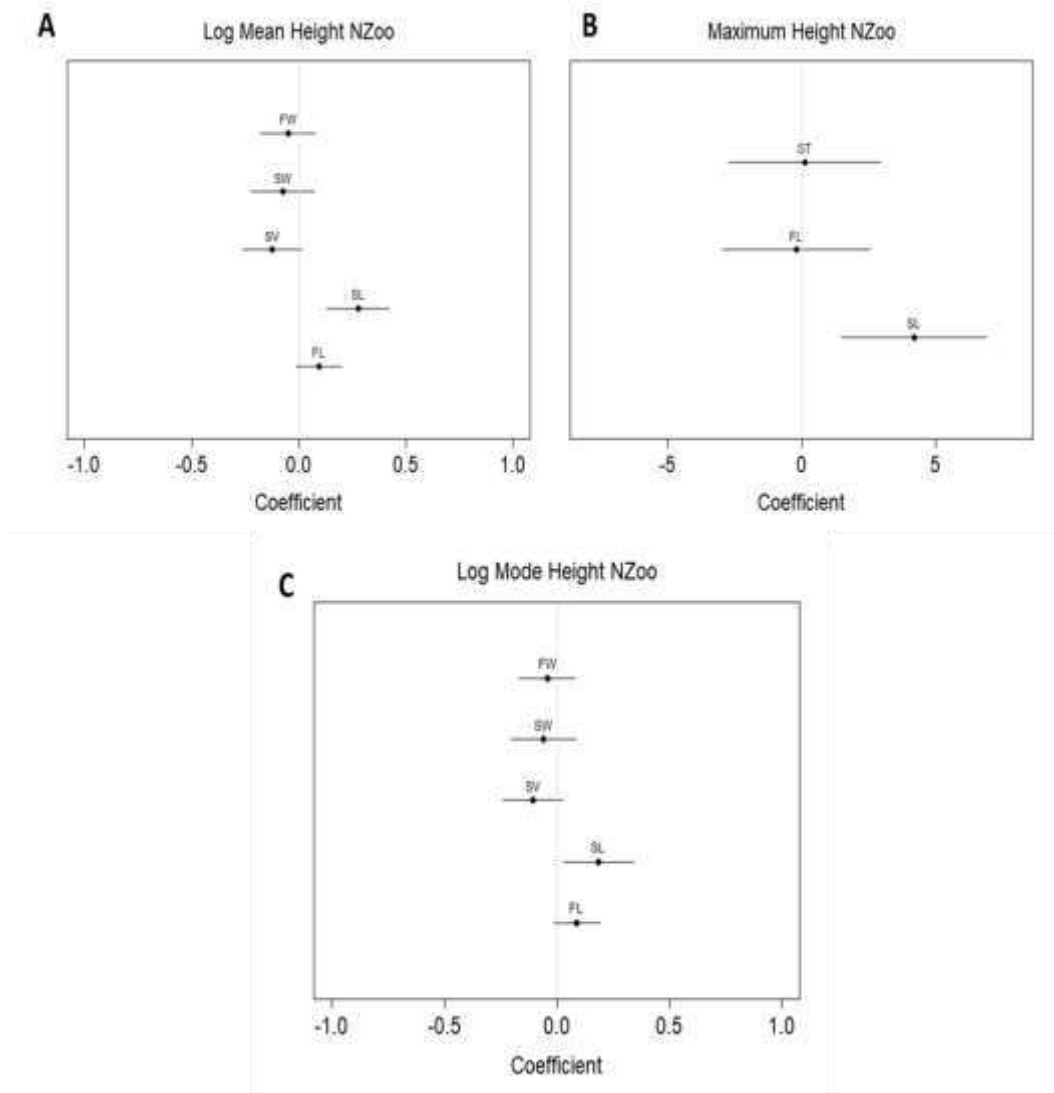 A
Log Mean Height NZoo
FW
SW
SV
SL
FL
-1.0 -0.5 0.0 0.5 1.0
Coefficient
B
Maximum Height NZoo
ST
FL
SL
-5 0 5
Coefficient
C
Log Mode Height NZoo
FW
SW
SV
SL
FL
-1.0 -0.5 0.0 0.5 1.0
Coefficient